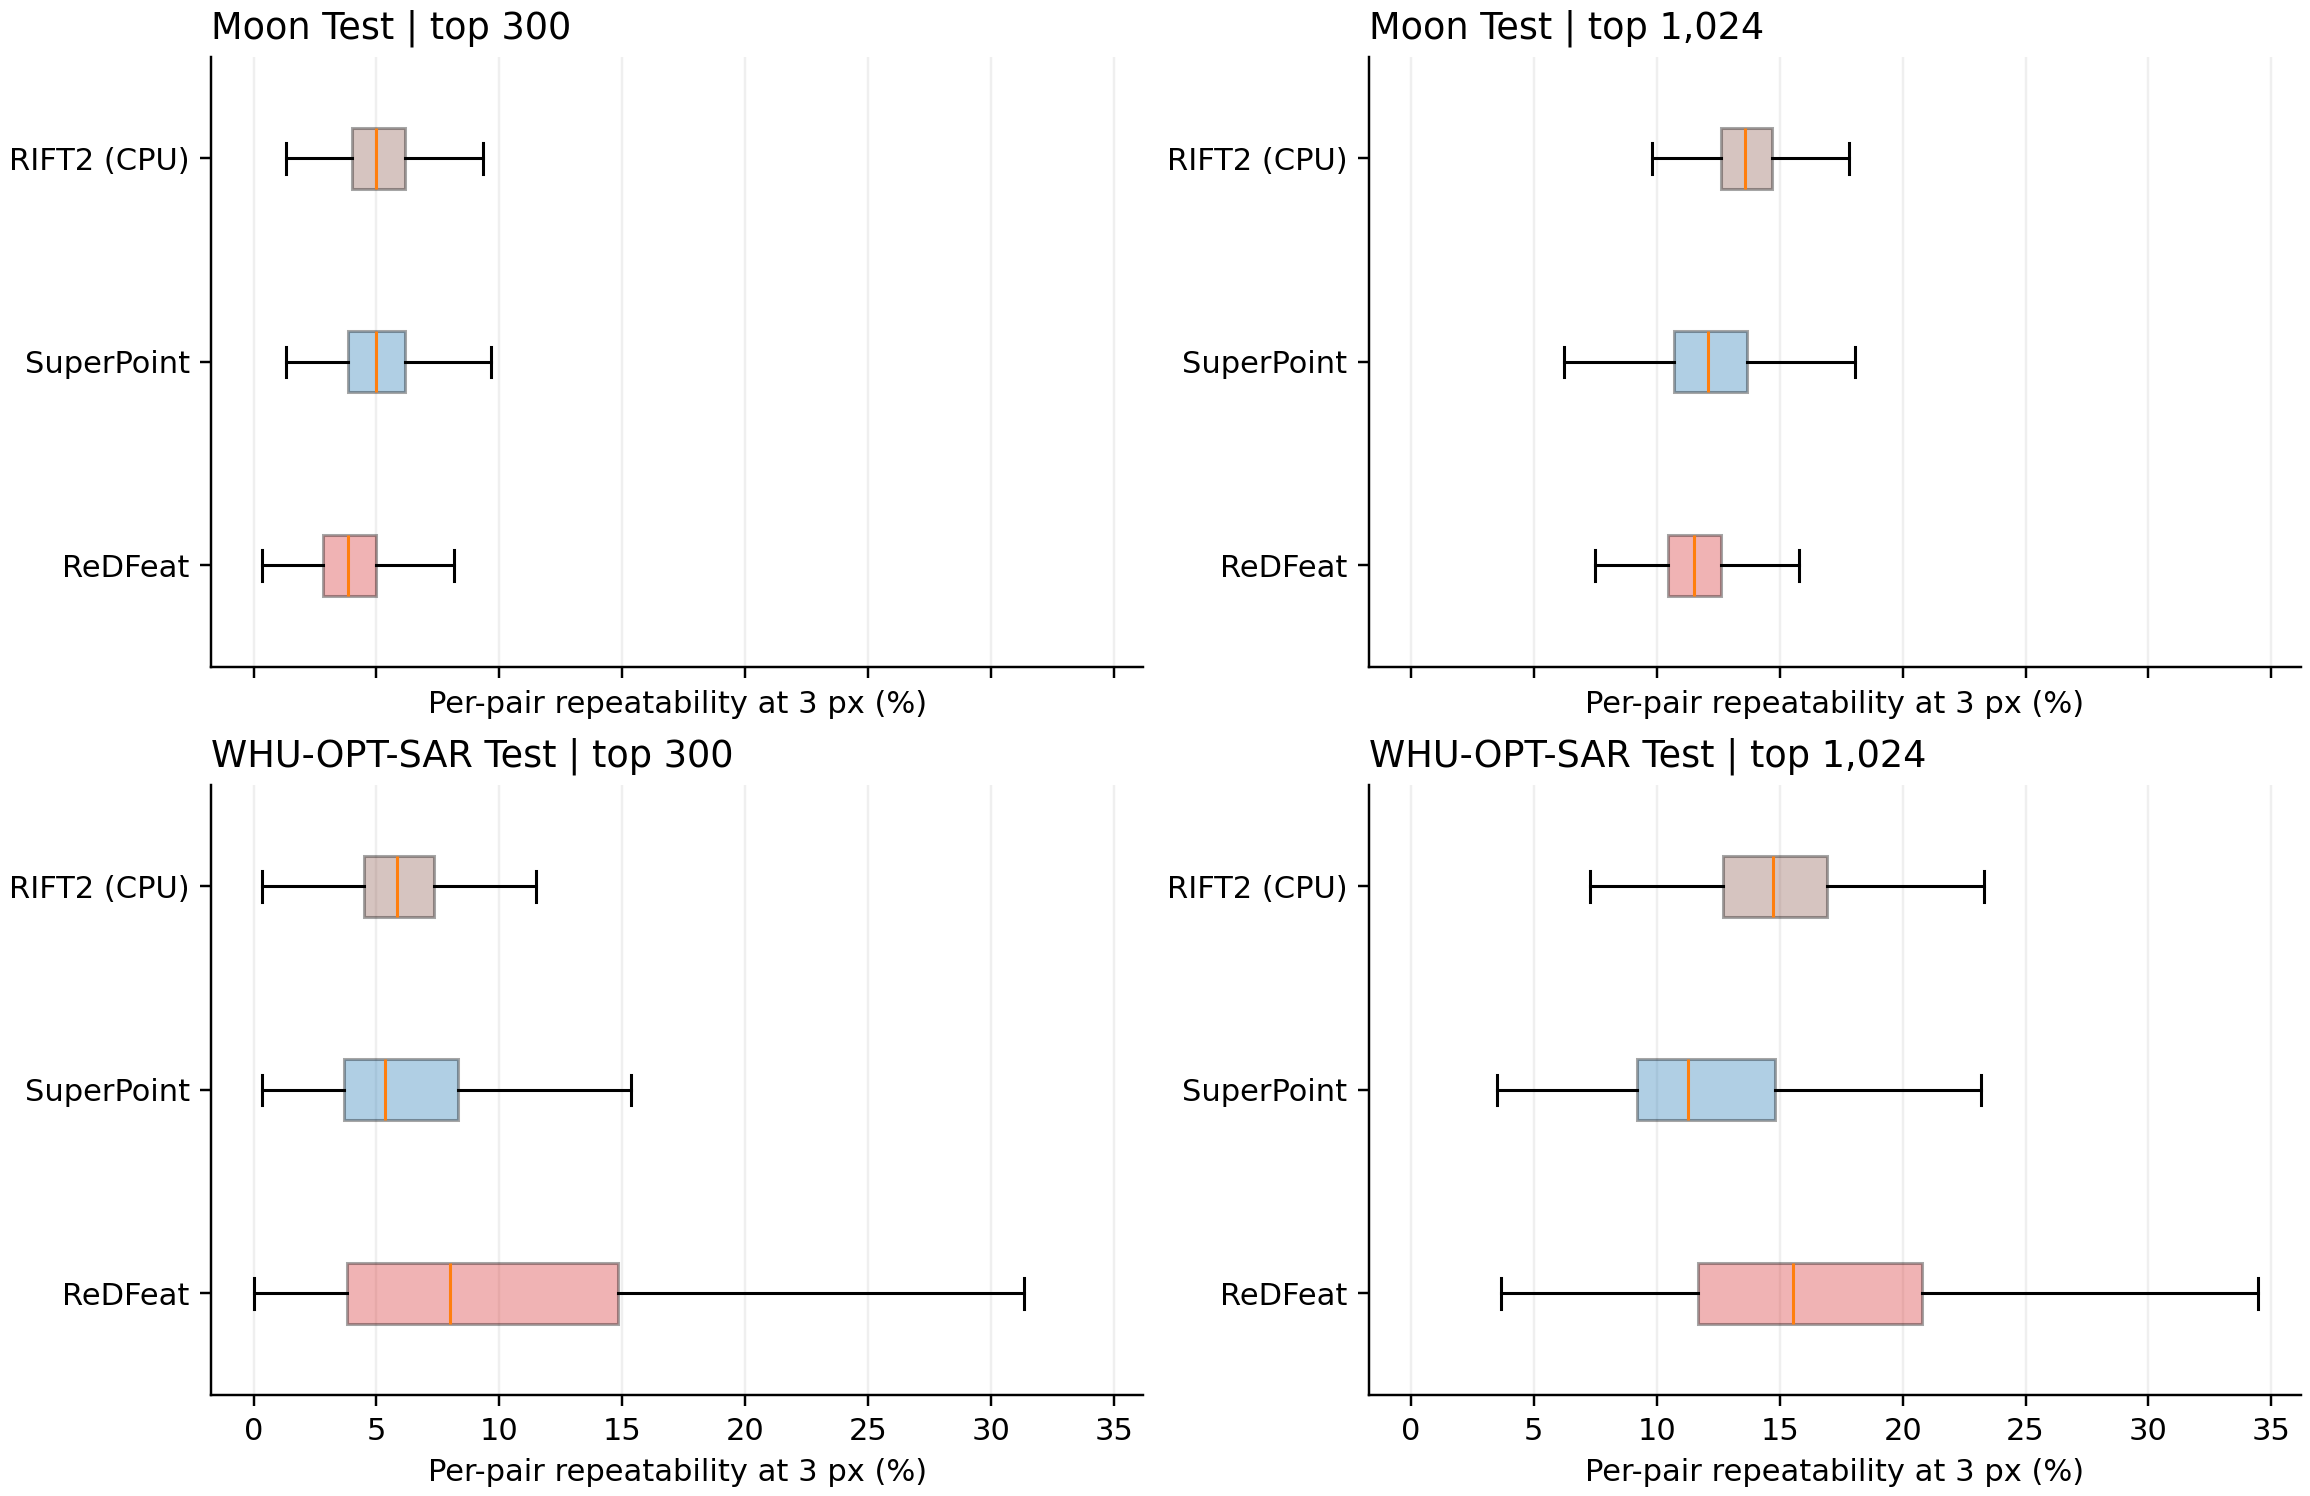 Moon Test | top 300
RIFT2 (CPU)
SuperPoint
ReDFeat
Per-pair repeatability at 3 px (%)
Moon Test | top 1,024
RIFT2 (CPU)
SuperPoint
ReDFeat
Per-pair repeatability at 3 px (%)
WHU-OPT-SAR Test | top 300
RIFT2 (CPU)
SuperPoint
ReDFeat
0 5 10 15 20 25 30 35
Per-pair repeatability at 3 px (%)
WHU-OPT-SAR Test | top 1,024
RIFT2 (CPU)
SuperPoint
ReDFeat
0 5 10 15 20 25 30 35
Per-pair repeatability at 3 px (%)